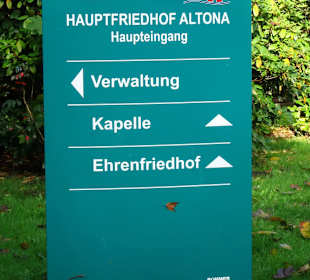 HAUPTFRIEDHOF ALTONA
Haupteingang
Verwaltung
Kapelle
Ehrenfriedhof